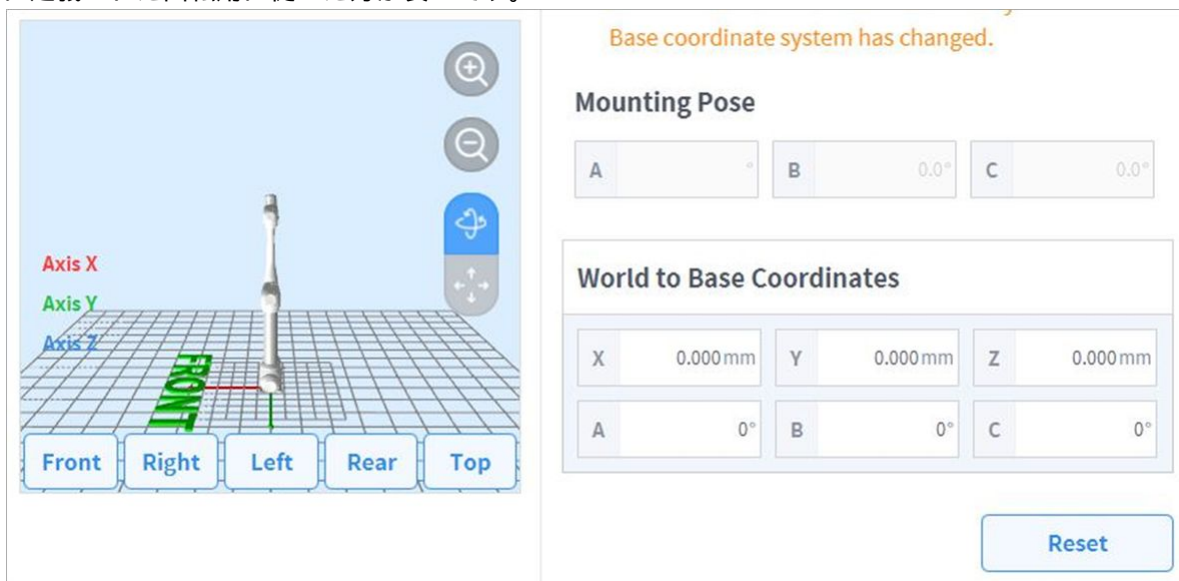 Base coordinate system has changed.
Mounting Pose
A °
B 0.0°
C 0.0°
Axis X
Axis Y
Axis Z
FRONT
World to Base Coordinates
X 0.000 mm
Y 0.000 mm
Z 0.000 mm
A 0°
B 0°
C 0°
Front
Right
Left
Rear
Top
Reset